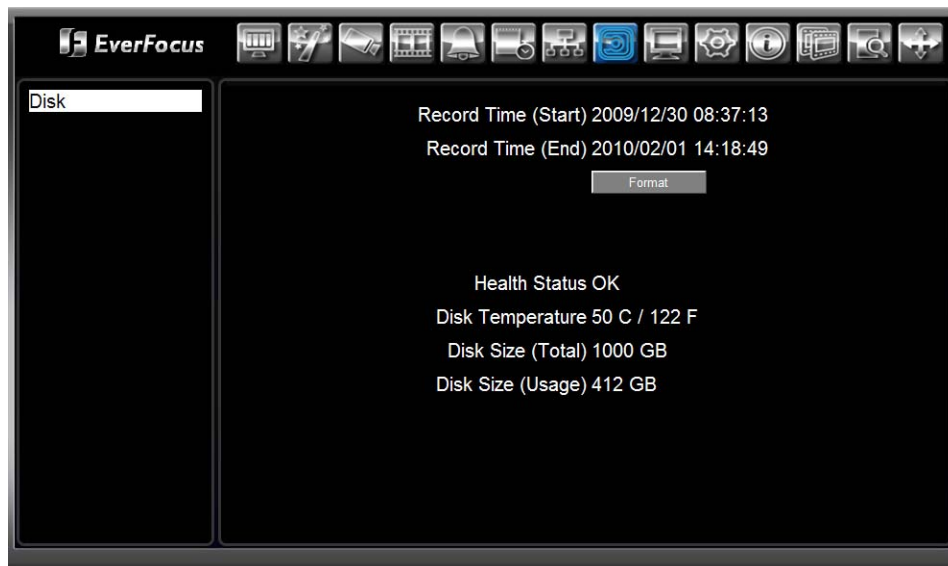 EverFocus
Disk
Record Time (Start) 2009/12/30 08:37:13
Record Time (End) 2010/02/01 14:18:49
Format
Health Status OK
Disk Temperature 50 C / 122 F
Disk Size (Total) 1000 GB
Disk Size (Usage) 412 GB